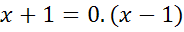 x + 1 = 0. (x − 1)